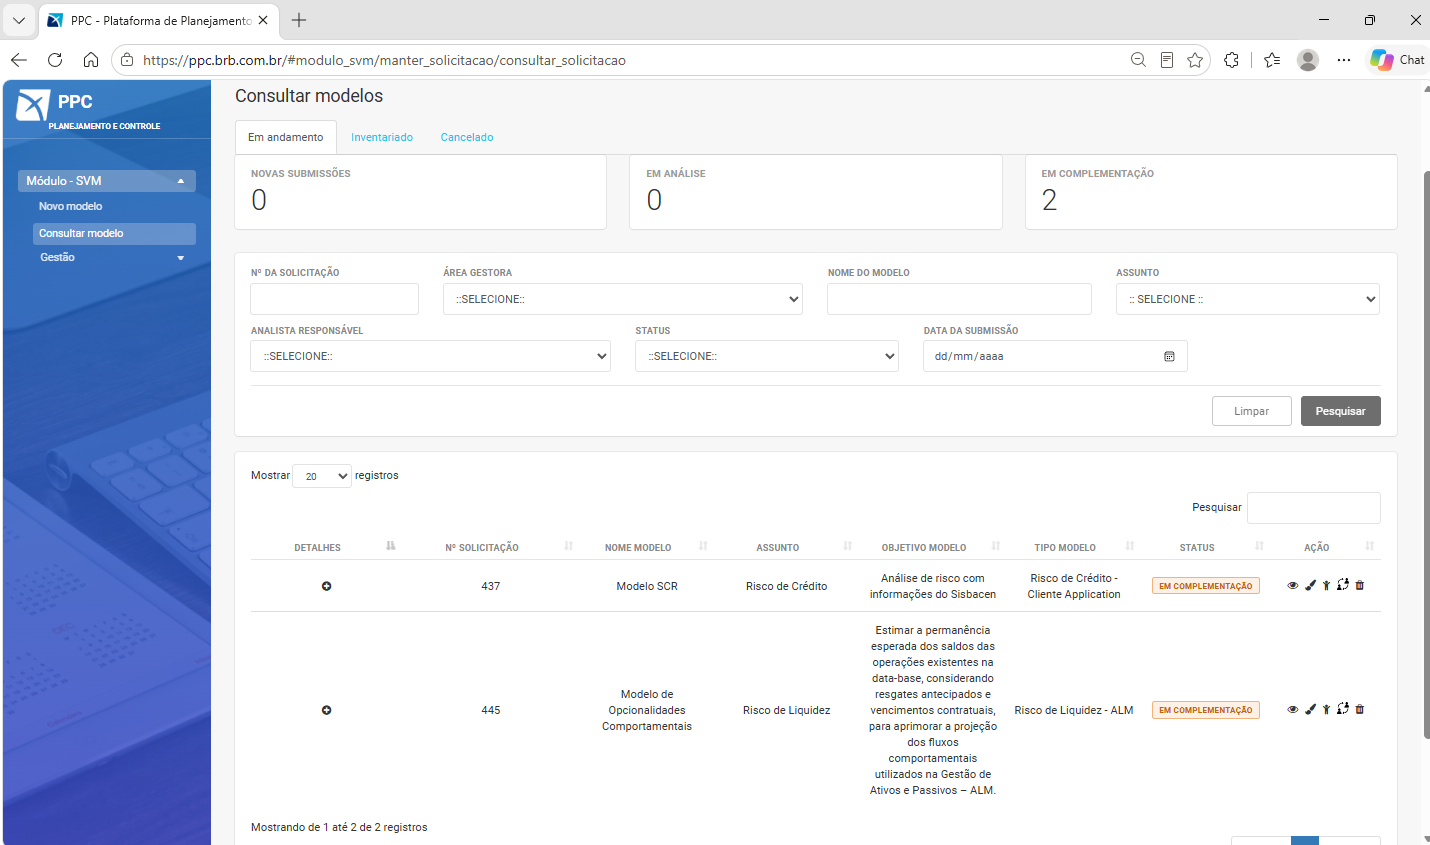 PPC - Plataforma de Planejamento
https://ppc.brb.com.br/#modulo_svm/manter_solicitacao/consultar_solicitacao
Chat
PPC
PLANEJAMENTO E CONTROLE
Módulo - SVM
Novo modelo
Consultar modelo
Gestão
Consultar modelos
Em andamento Inventariado Cancelado
NOVAS SUBMISSÕES EM ANÁLISE EM COMPLEMENTAÇÃO
0 0 2
Nº DA SOLICITAÇÃO ÁREA GESTORA NOME DO MODELO ASSUNTO
::SELECIONE:: :: SELECIONE ::
ANALISTA RESPONSÁVEL STATUS DATA DA SUBMISSÃO
::SELECIONE:: ::SELECIONE:: dd/mm/aaaa
Limpar Pesquisar
Mostrar 20 registros
Pesquisar
DETALHES Nº SOLICITAÇÃO NOME MODELO ASSUNTO OBJETIVO MODELO TIPO MODELO STATUS AÇÃO
437
Modelo SCR
Risco de Crédito
Análise de risco com
informações do Sisbacen
Risco de Crédito -
Cliente Application
EM COMPLEMENTAÇÃO
445
Modelo de
Opcionalidades
Comportamentais
Risco de Liquidez
Estimar a permanência
esperada dos saldos das
operações existentes na
data-base, considerando
resgates antecipados e
vencimentos contratuais,
para aprimorar a projeção
dos fluxos
comportamentais
utilizados na Gestão de
Ativos e Passivos – ALM.
Risco de Liquidez - ALM
EM COMPLEMENTAÇÃO
Mostrando de 1 até 2 de 2 registros